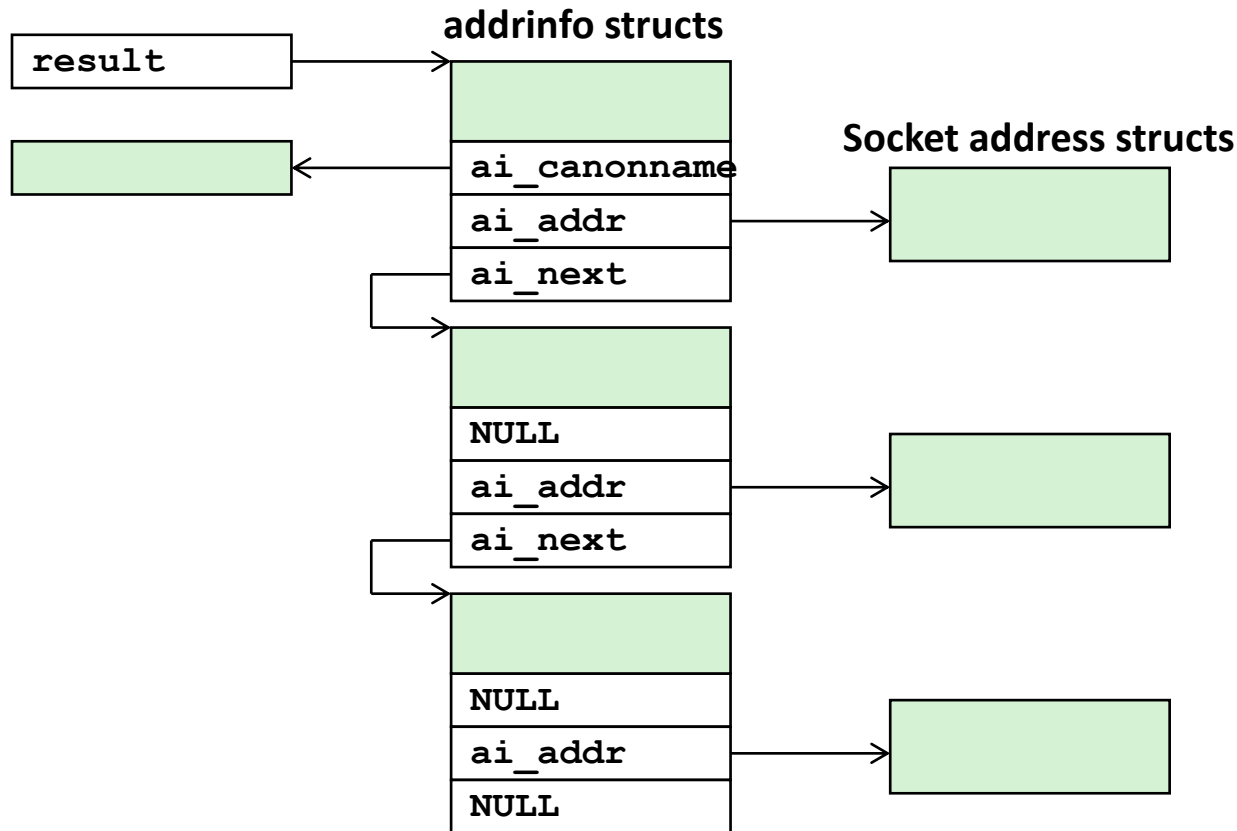 addrinfo structs
result
Socket address structs
ai_canonname
ai_addr
ai_next
NULL
ai_addr
ai_next
NULL
ai_addr
NULL